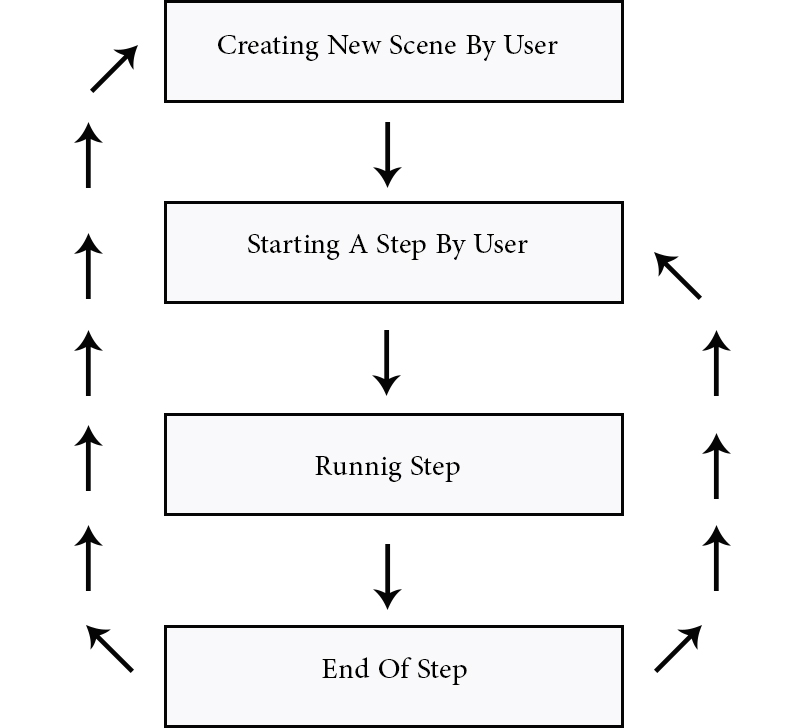 Creating New Scene By User
Starting A Step By User
Runnig Step
End Of Step